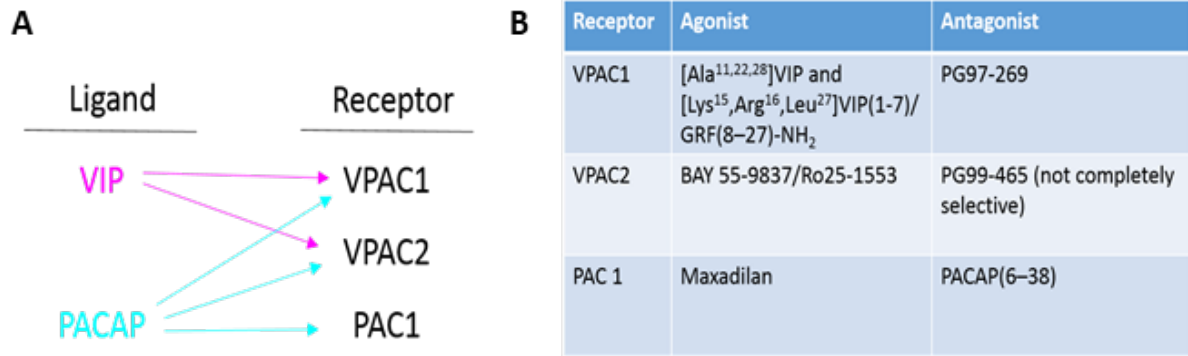 A
Ligand Receptor
VIP VPAC1
VPAC2
PACAP PAC1
B
Receptor Agonist Antagonist
VPAC1 [Ala¹¹,²²,²⁸]VIP and PG97-269
[Lys¹⁵,Arg¹⁶,Leu²⁷]VIP(1-7)/
GRF(8–27)-NH₂
VPAC2 BAY 55-9837/Ro25-1553 PG99-465 (not completely
selective)
PAC 1 Maxadilan PACAP(6–38)